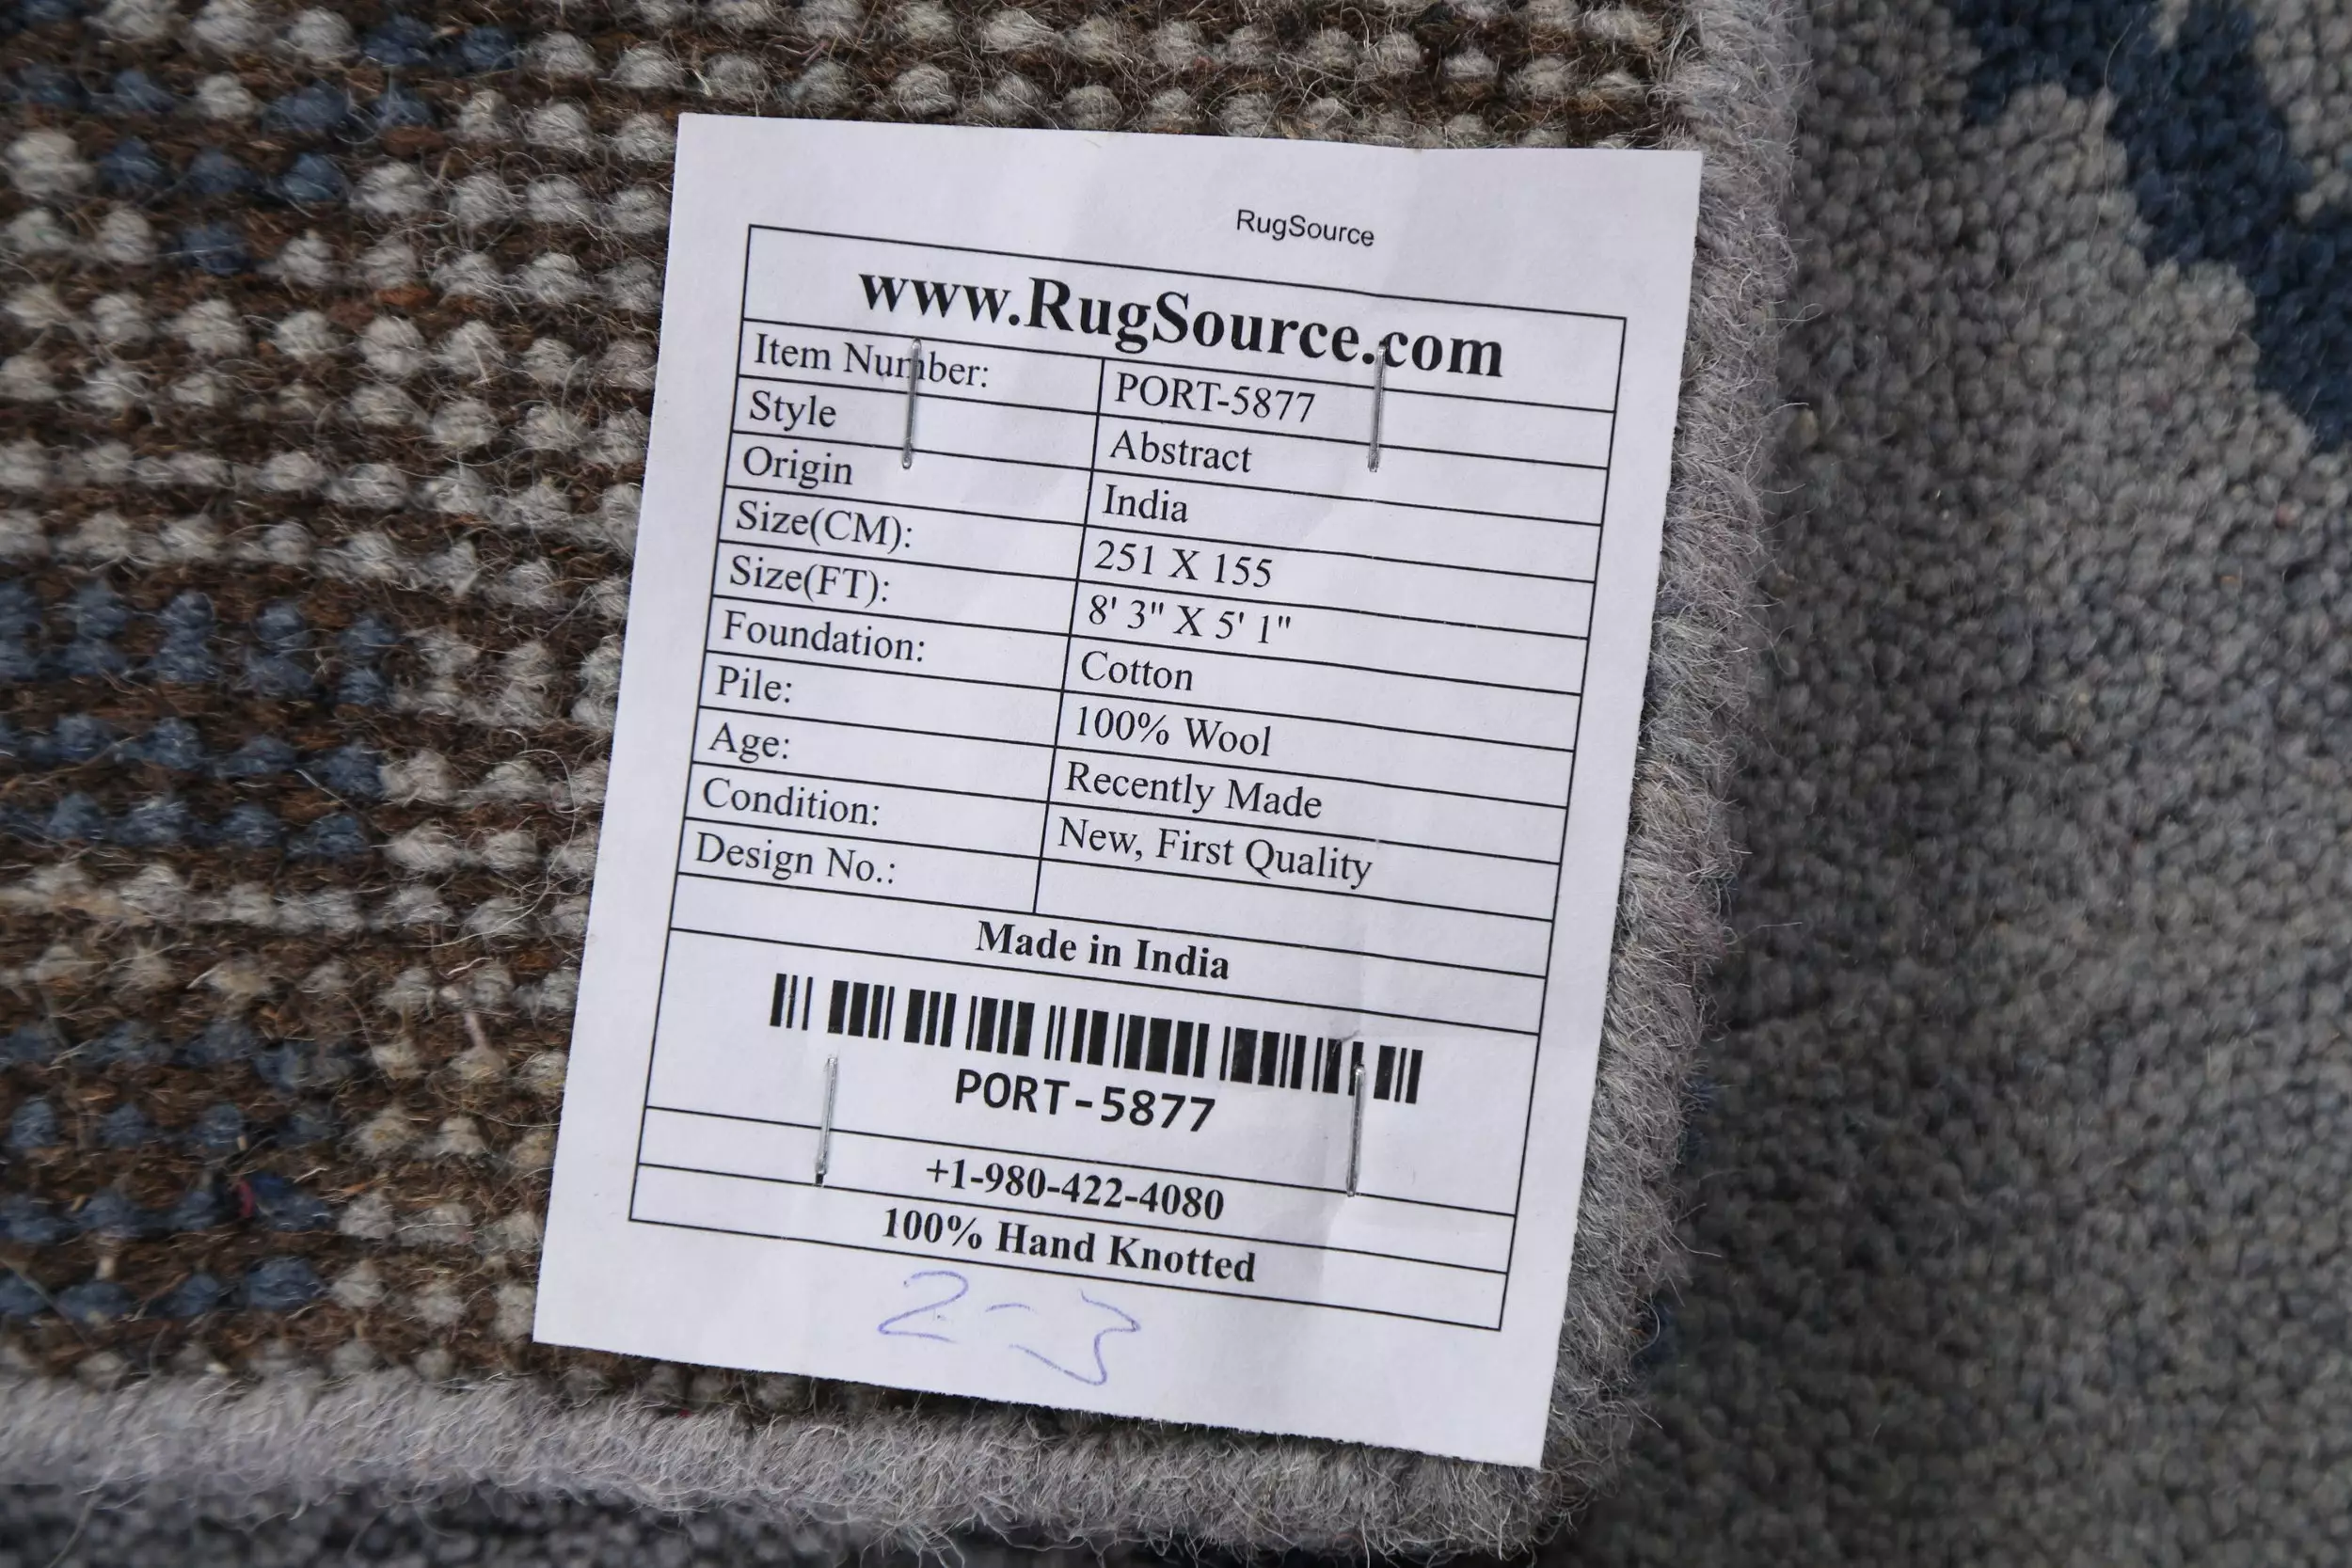 RugSource
www.RugSource.com
Item Number: PORT-5877
Style Abstract
Origin India
Size(CM): 251 X 155
Size(FT): 8' 3" X 5' 1"
Foundation: Cotton
Pile: 100% Wool
Age: Recently Made
Condition: New, First Quality
Design No.:
Made in India
PORT-5877
+1-980-422-4080
100% Hand Knotted
2-3